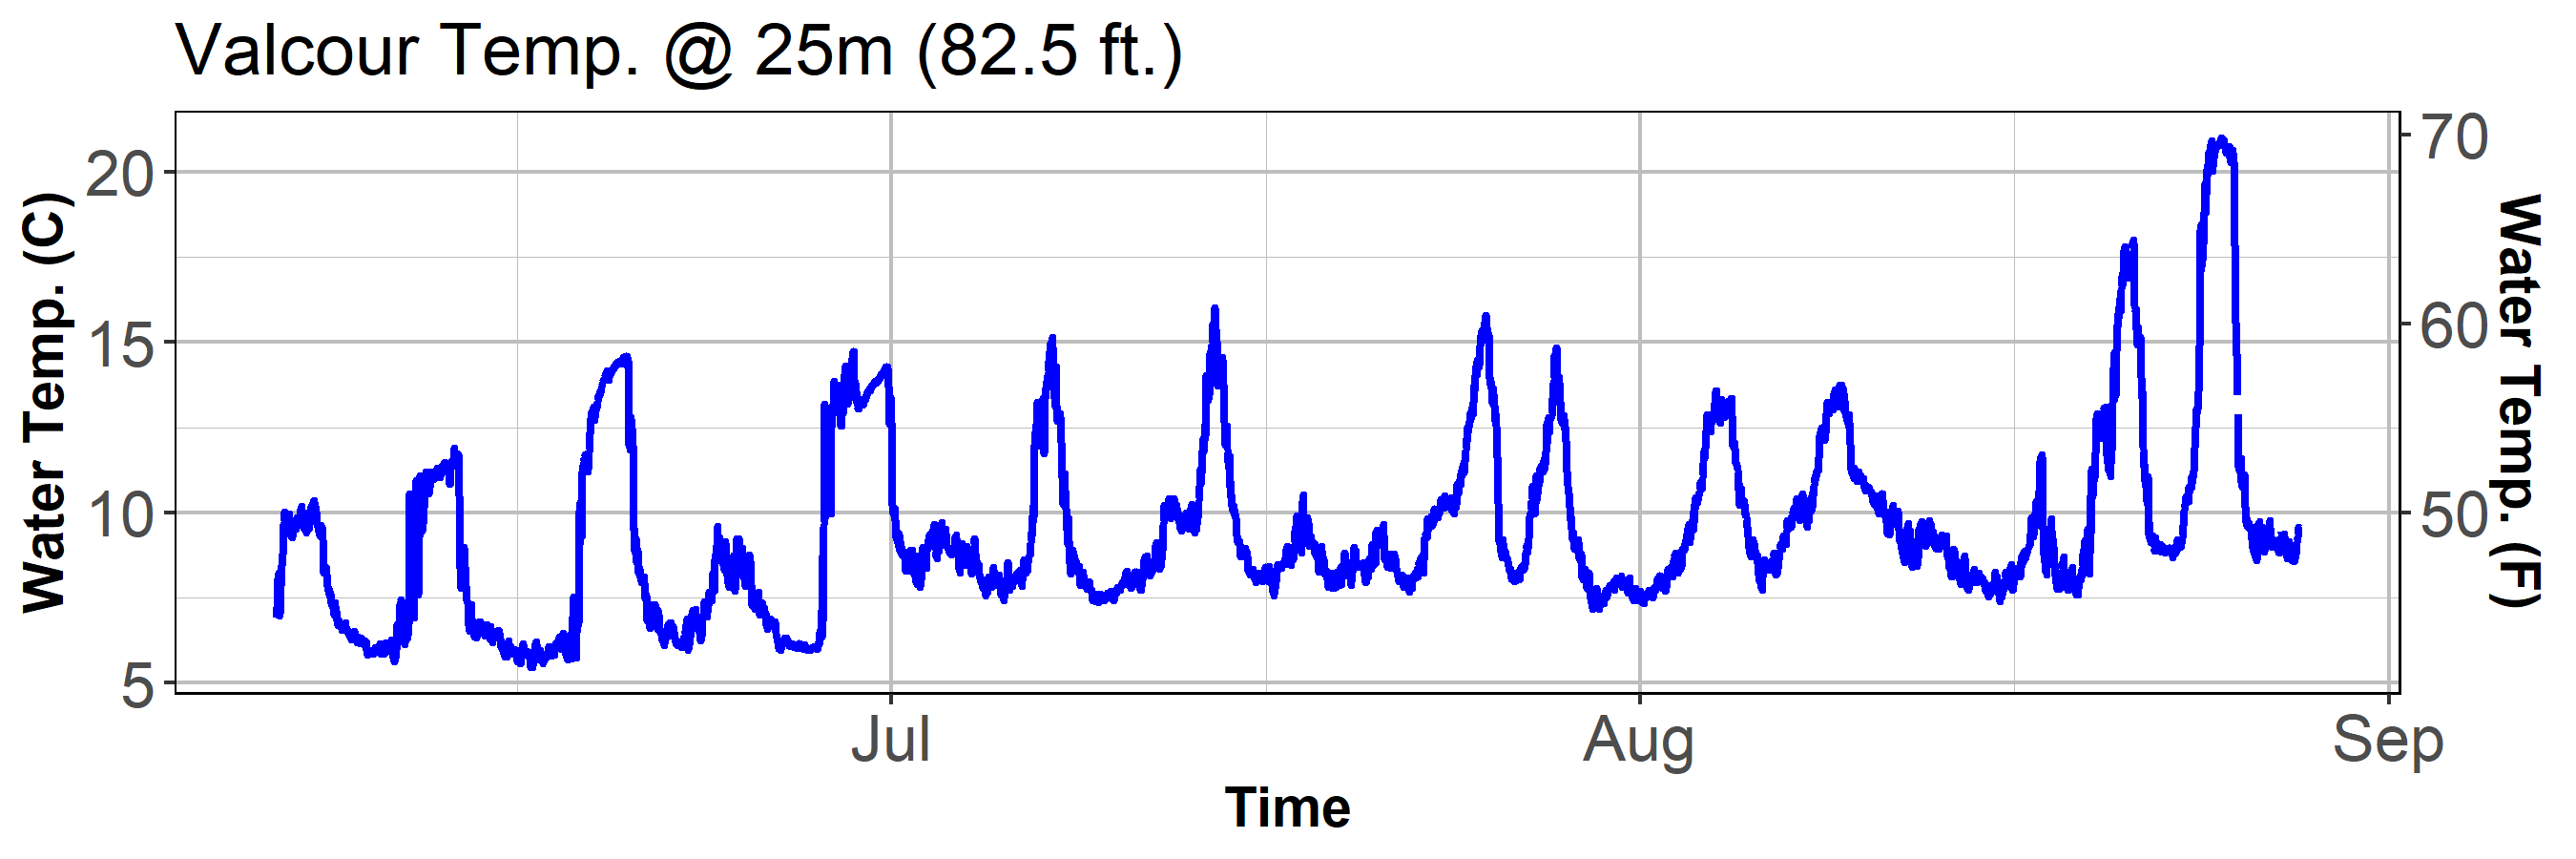 Valcour Temp. @ 25m (82.5 ft.)
Water Temp. (C)
20
15
10
5
70
60
50
Water Temp. (F)
Jul
Aug
Sep
Time